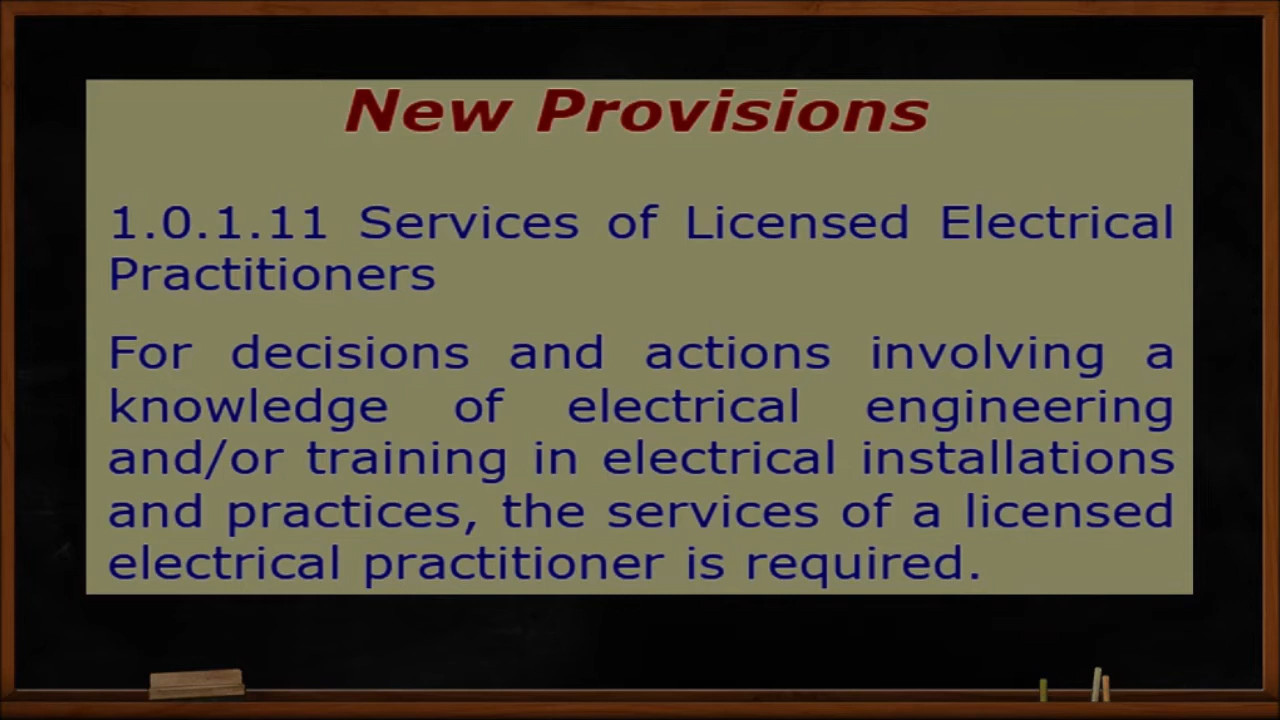 New Provisions
1.0.1.11 Services of Licensed Electrical
Practitioners
For decisions and actions involving a
knowledge of electrical engineering
and/or training in electrical installations
and practices, the services of a licensed
electrical practitioner is required.